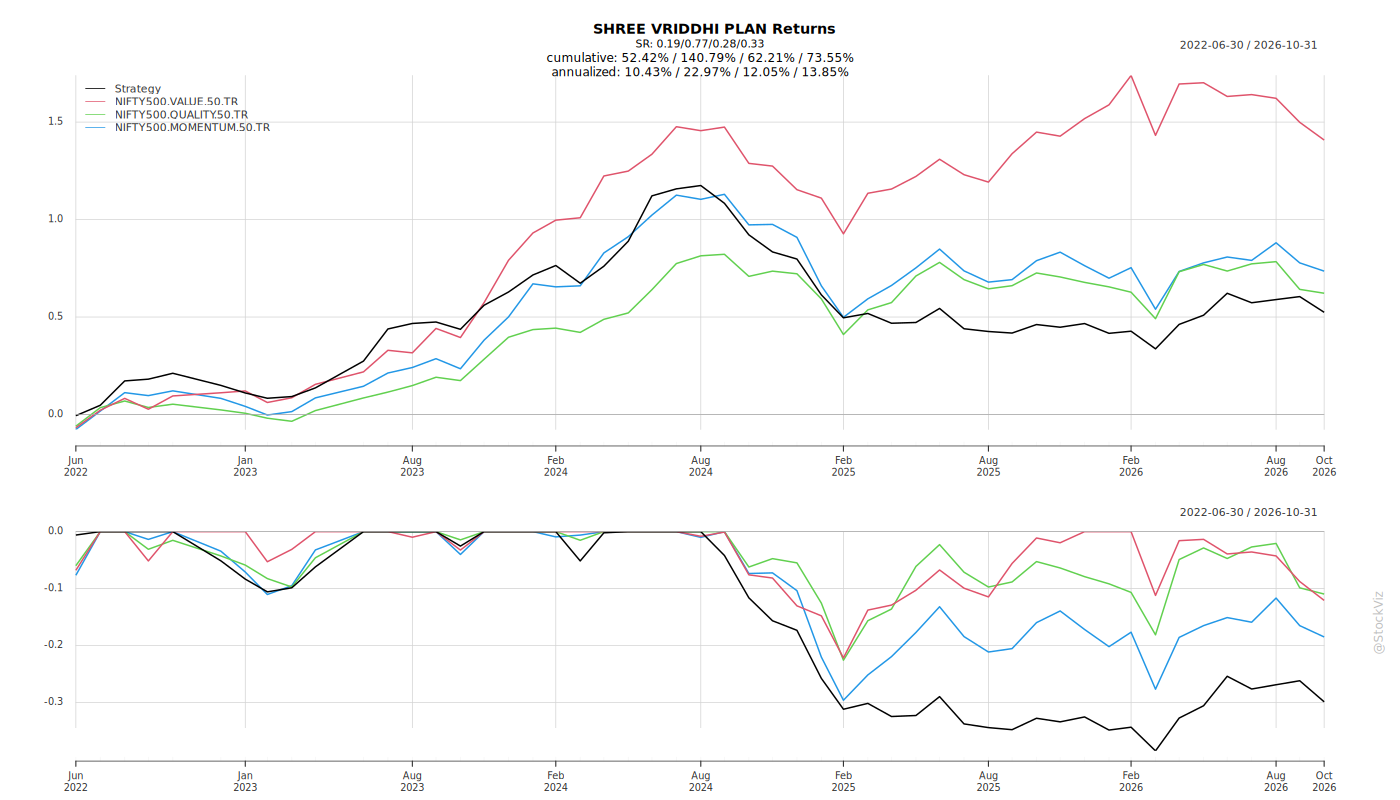 SHREE VRIDDHI PLAN Returns
SR: 0.19/0.77/0.28/0.33
cumulative: 52.42% / 140.79% / 62.21% / 73.55%
annualized: 10.43% / 22.97% / 12.05% / 13.85%
2022-06-30 / 2026-10-31
Strategy
NIFTY500.VALUE.50.TR
NIFTY500.QUALITY50.TR
NIFTY500.MOMENTUM.50.TR
1.5
1.0
0.5
0.0
Jun Jan Aug Feb Aug Feb Aug Feb Aug Oct
2022 2023 2023 2024 2024 2025 2025 2026 2026 2026
2022-06-30 / 2026-10-31
0.0
-0.1
-0.2
-0.3
@StockViz
Jun Jan Aug Feb Aug Feb Aug Feb Aug Oct
2022 2023 2023 2024 2024 2025 2025 2026 2026 2026